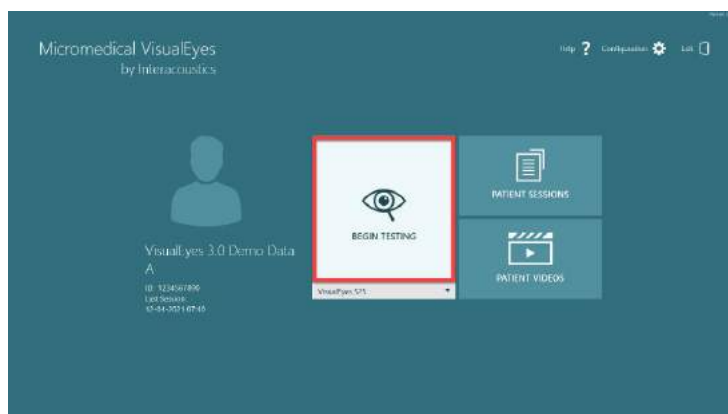 Micromedical VisualEyes
by Interacoustics
Help ?
Configuration
Exit
BEGIN TESTING
PATIENT SESSIONS
PATIENT VIDEOS
VisualEyes 3.0 Demo Data
A
ID: 1234567890
Last Session:
VisualEyes 525